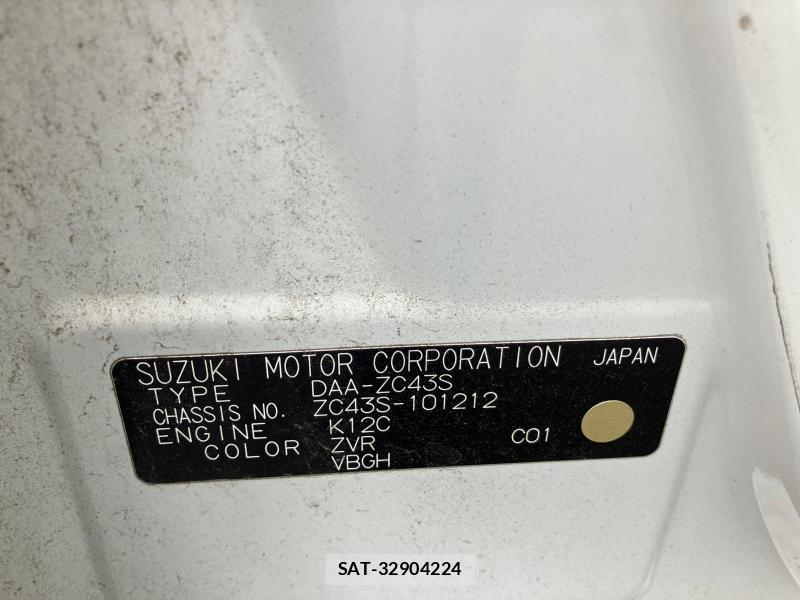 SUZUKI MOTOR CORPORATION JAPAN
TYPE DAA-ZC43S
CHASSIS NO. ZC43S-101212
ENGINE K12C
COLOR ZVR C01
VBGH
SAT-32904224